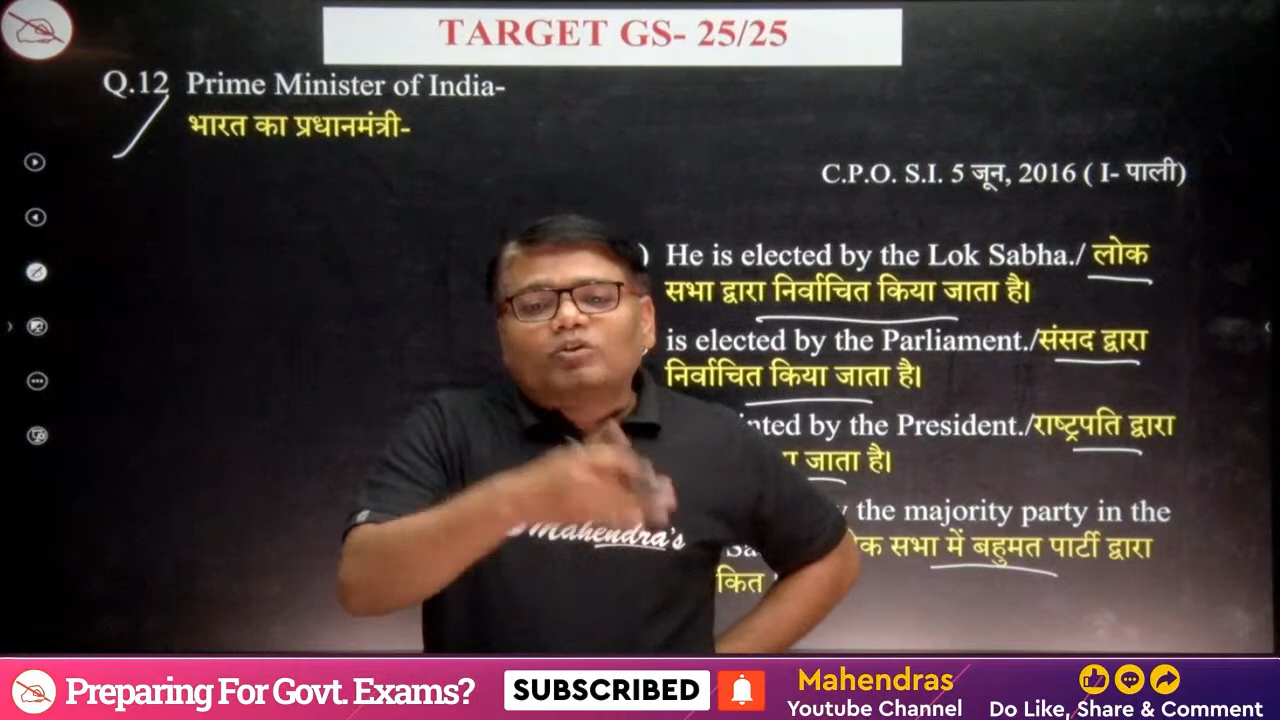 TARGET GS- 25/25
Q.12 Prime Minister of India-
भारत का प्रधानमंत्री-
C.P.O. S.I. 5 जून, 2016 ( I- पाली)
) He is elected by the Lok Sabha./ लोक
सभा द्वारा निर्वाचित किया जाता है।
is elected by the Parliament./संसद द्वारा
निर्वाचित किया जाता है।
by the President./राष्ट्रपति द्वारा
जाता है।
the majority party in the
सभा में बहुमत पार्टी द्वारा
Mahendra's
Preparing For Govt. Exams?
SUBSCRIBED
Mahendras
Youtube Channel
Do Like, Share & Comment